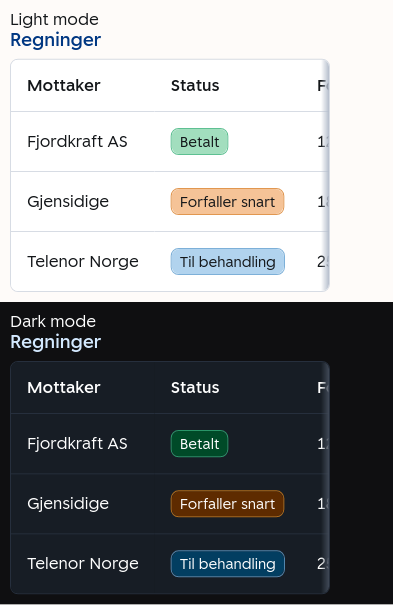 Light mode
Regninger
Mottaker Status
Fjordkraft AS Betalt
Gjensidige Forfaller snart
Telenor Norge Til behandling
Dark mode
Regninger
Mottaker Status
Fjordkraft AS Betalt
Gjensidige Forfaller snart
Telenor Norge Til behandling